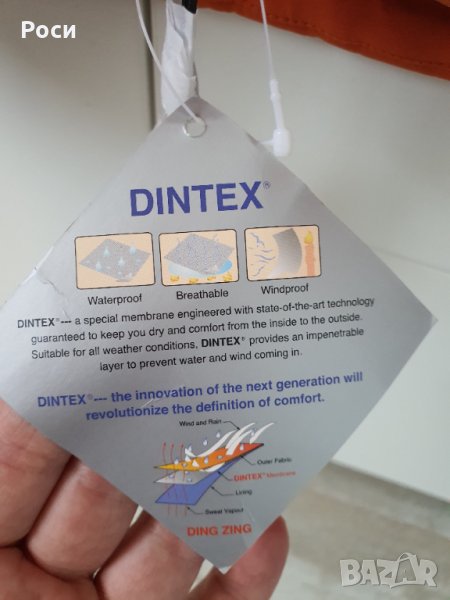 Роси
DINTEX®
Waterproof
Breathable
Windproof
DINTEX®--- a special membrane engineered with state-of-the-art technology
guaranteed to keep you dry and comfort from the inside to the outside.
Suitable for all weather conditions, DINTEX® provides an impenetrable
layer to prevent water and wind coming in.
DINTEX®--- the innovation of the next generation will
revolutionize the definition of comfort.
Wind and Rain
Outer Fabric
DINTEX® Membrane
Lining
Sweat Vapout
DING ZING
BAZAR